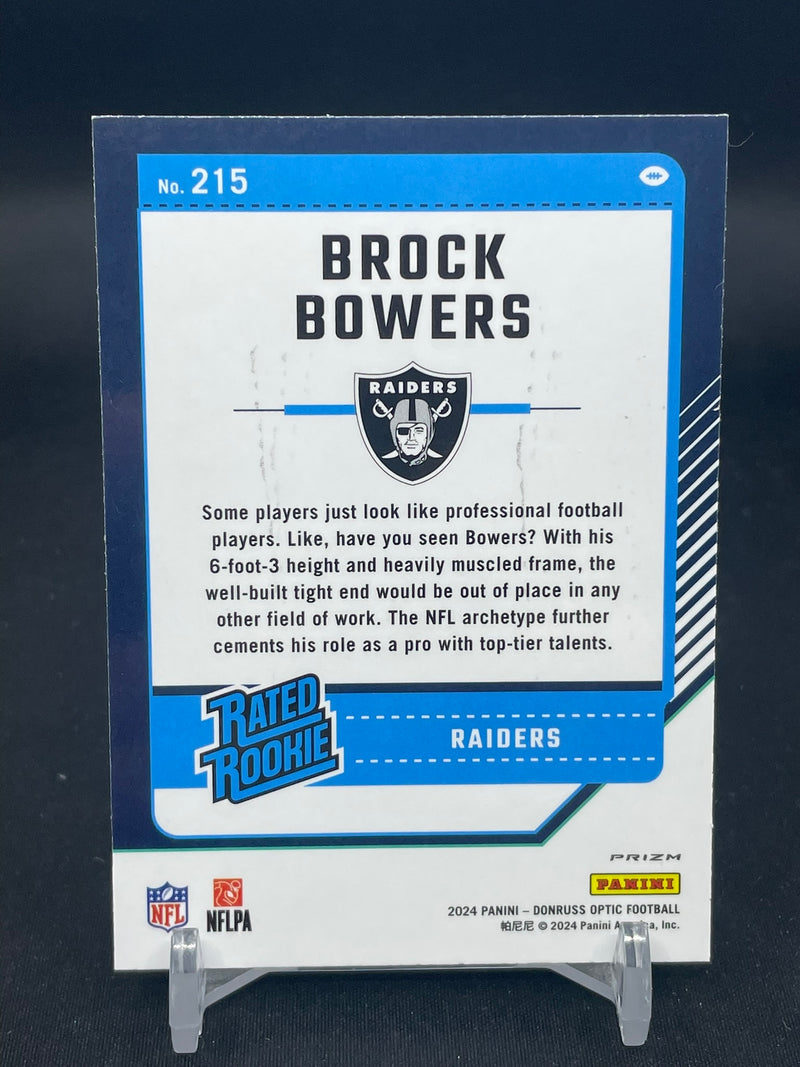 No. 215
BROCK
BOWERS
RAIDERS
Some players just look like professional football
players. Like, have you seen Bowers? With his
6-foot-3 height and heavily muscled frame, the
well-built tight end would be out of place in any
other field of work. The NFL archetype further
cements his role as a pro with top-tier talents.
RATED
ROOKIE
RAIDERS
PRIZM
PANINI
NFL
NFLPA
2024 PANINI – DONRUSS OPTIC FOOTBALL
帕尼尼 © 2024 Panini Inc.